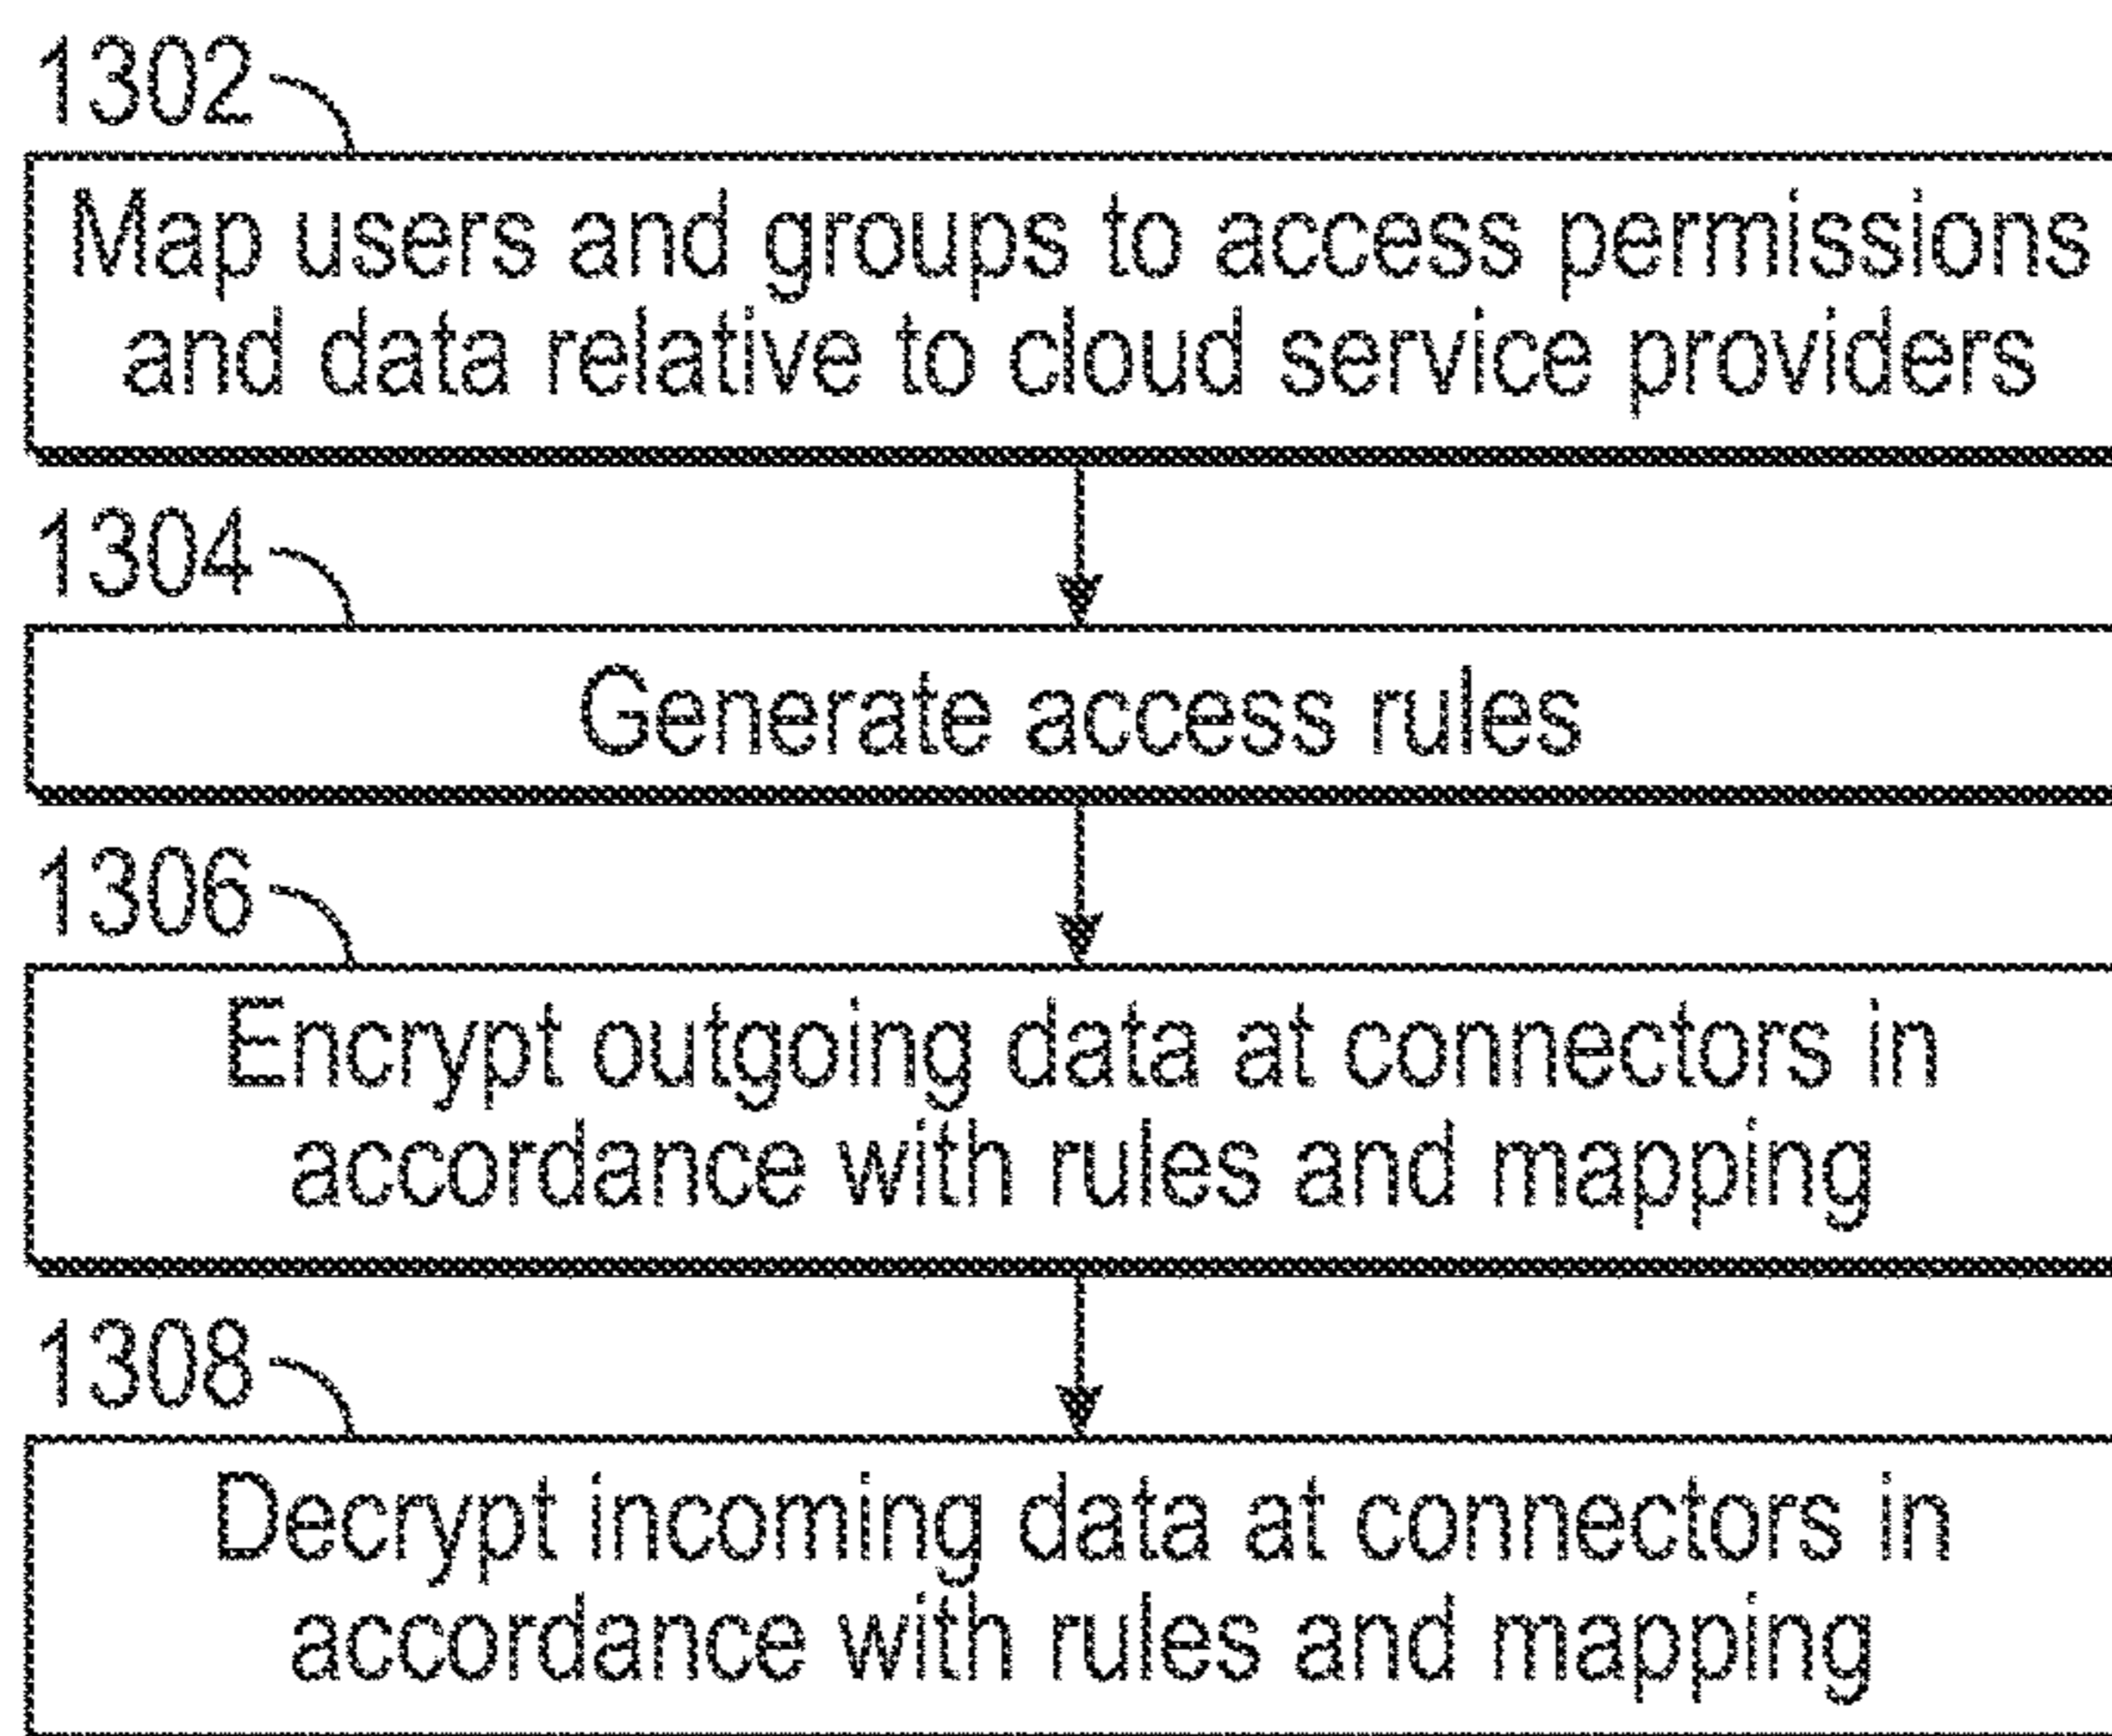 1302
Map users and groups to access permissions
and data relative to cloud service providers
1304
Generate access rules
1306
Encrypt outgoing data at connectors in
accordance with rules and mapping
1308
Decrypt incoming data at connectors in
accordance with rules and mapping